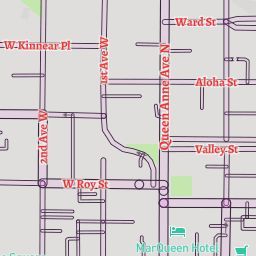 Ward St
W Kinnear Pl
1st Ave W
Queen Anne Ave N
Aloha St
2nd Ave W
Valley St
W Roy St
MarQueen Hotel